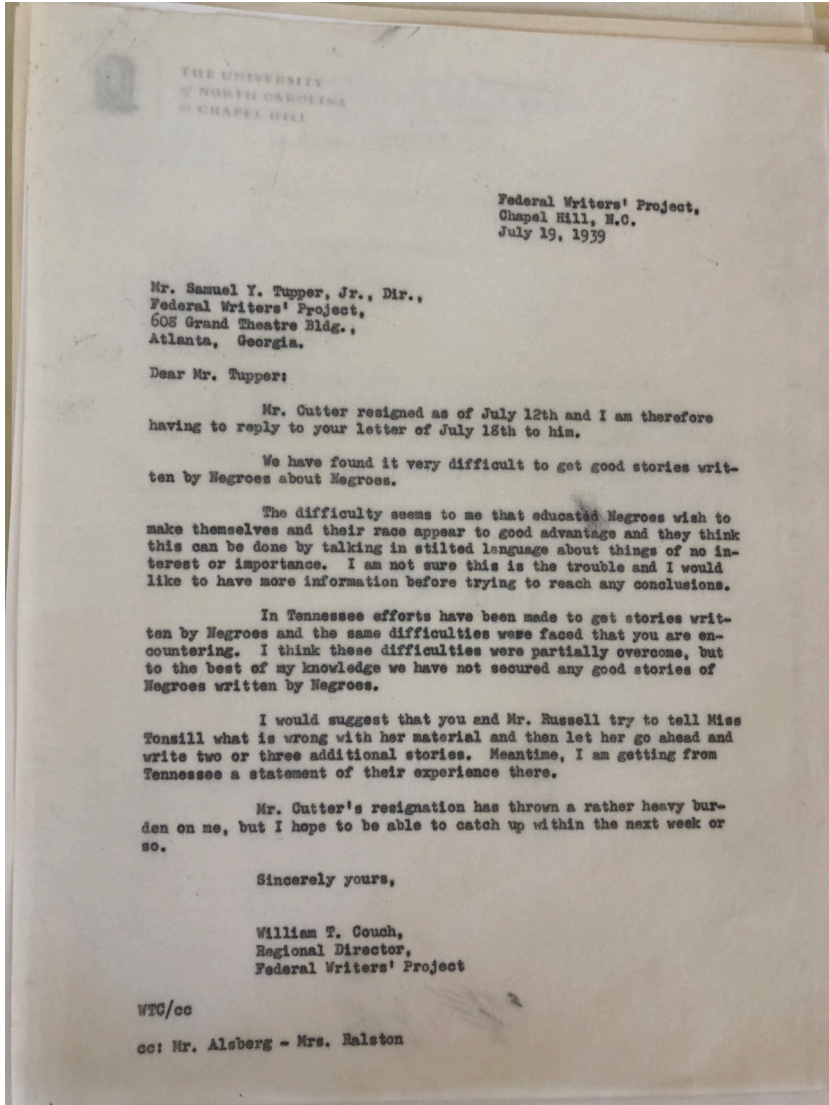 THE UNIVERSITY
of NORTH CAROLINA
at CHAPEL HILL
Federal Writers' Project,
Chapel Hill, N.C.
July 19, 1939
Mr. Samuel Y. Tupper, Jr., Dir.,
Federal Writers' Project,
608 Grand Theatre Bldg.,
Atlanta, Georgia.
Dear Mr. Tupper:
Mr. Cutter resigned as of July 12th and I am therefore
having to reply to your letter of July 18th to him.
We have found it very difficult to get good stories writ-
ten by Negroes about Negroes.
The difficulty seems to me that educated Negroes wish to
make themselves and their race appear to good advantage and they think
this can be done by talking in stilted language about things of no in-
terest or importance. I am not sure this is the trouble and I would
like to have more information before trying to reach any conclusions.
In Tennessee efforts have been made to get stories writ-
ten by Negroes and the same difficulties were faced that you are en-
countering. I think these difficulties were partially overcome, but
to the best of my knowledge we have not secured any good stories of
Negroes written by Negroes.
I would suggest that you and Mr. Russell try to tell Miss
Tonsill what is wrong with her material and then let her go ahead and
write two or three additional stories. Meantime, I am getting from
Tennessee a statement of their experience there.
Mr. Cutter's resignation has thrown a rather heavy bur-
den on me, but I hope to be able to catch up within the next week or
so.
Sincerely yours,
William T. Couch,
Regional Director,
Federal Writers' Project
WTC/cc
cc: Mr. Alsberg - Mrs. Ralston